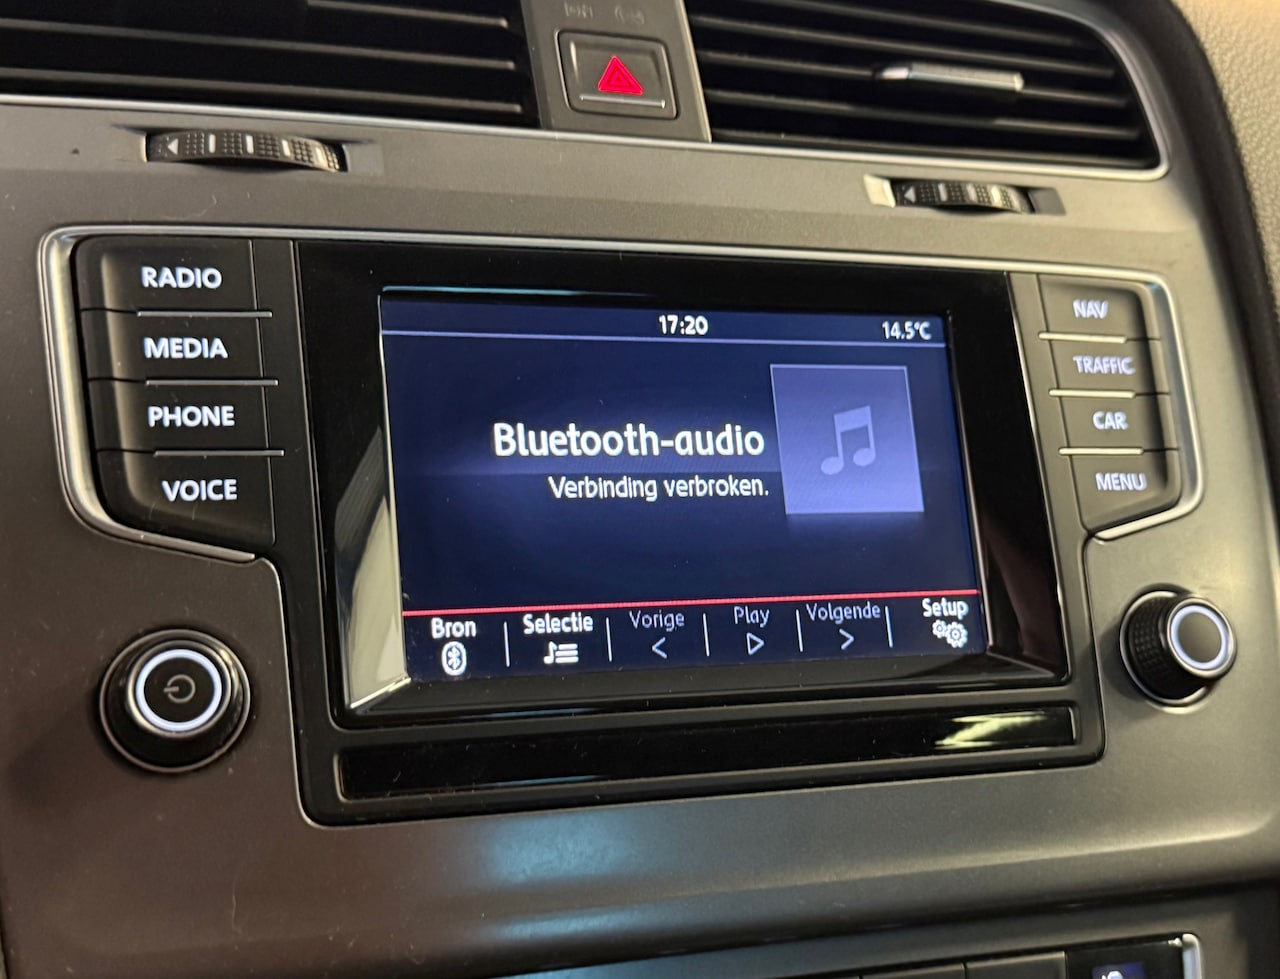 RADIO
MEDIA
PHONE
VOICE
17:20
14.5°C
Bluetooth-audio
Verbinding verbroken.
Bron
Selectie
Vorige
Play
Volgende
Setup
NAV
TRAFFIC
CAR
MENU